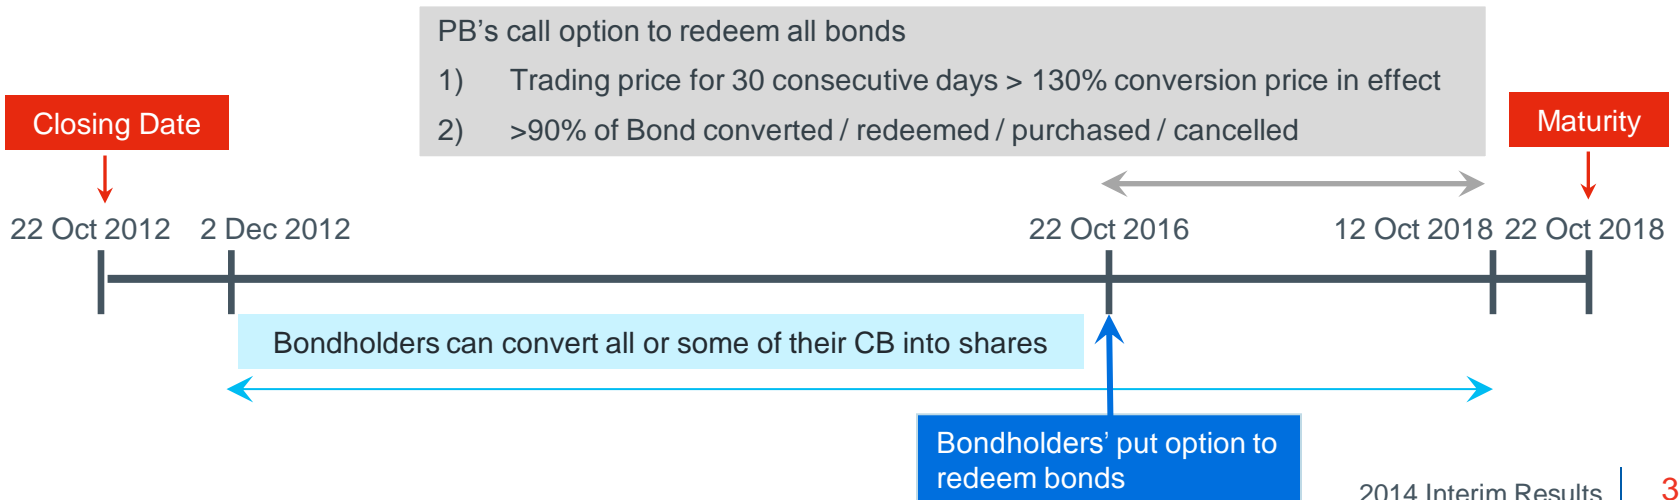 PB's call option to redeem all bonds
1) Trading price for 30 consecutive days > 130% conversion price in effect
2) >90% of Bond converted / redeemed / purchased / cancelled
Closing Date
Maturity
22 Oct 2012 2 Dec 2012 22 Oct 2016 12 Oct 2018 22 Oct 2018
Bondholders can convert all or some of their CB into shares
Bondholders' put option to
redeem bonds
2014 Interim Results 3